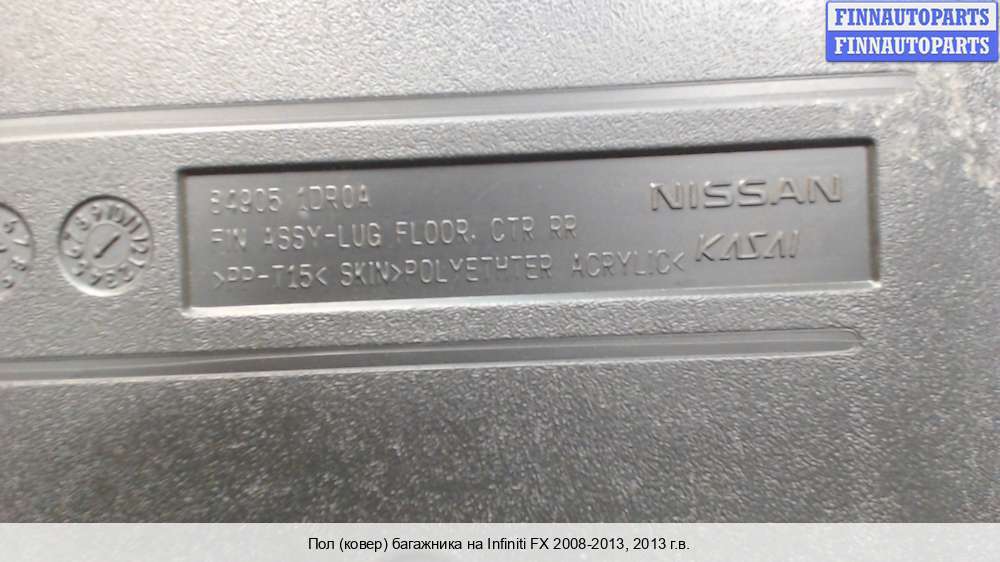 FINNAUTOPARTS
FINNAUTOPARTS
84905 1DR0A
FIN ASSY-LUG FLOOR, CTR RR
>PP-T15< SKIN>POLYETHTER ACRYLIC<
NISSAN
KASAI
Пол (ковер) багажника на Infiniti FX 2008-2013, 2013 г.в.